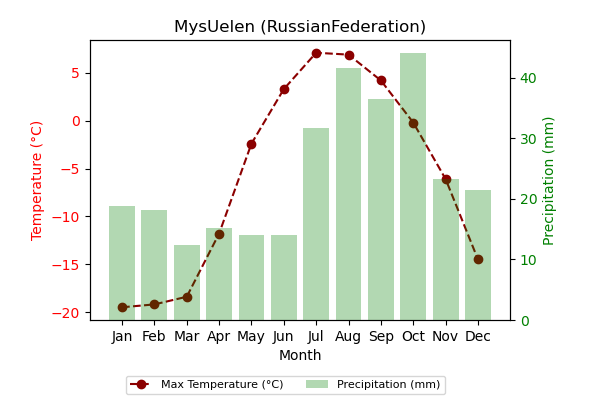 MysUelen (RussianFederation)
Temperature (°C)
5
0
−5
−10
−15
−20
40
30
20
10
0
Precipitation (mm)
Jan Feb Mar Apr May Jun Jul Aug Sep Oct Nov Dec
Month
Max Temperature (°C) Precipitation (mm)